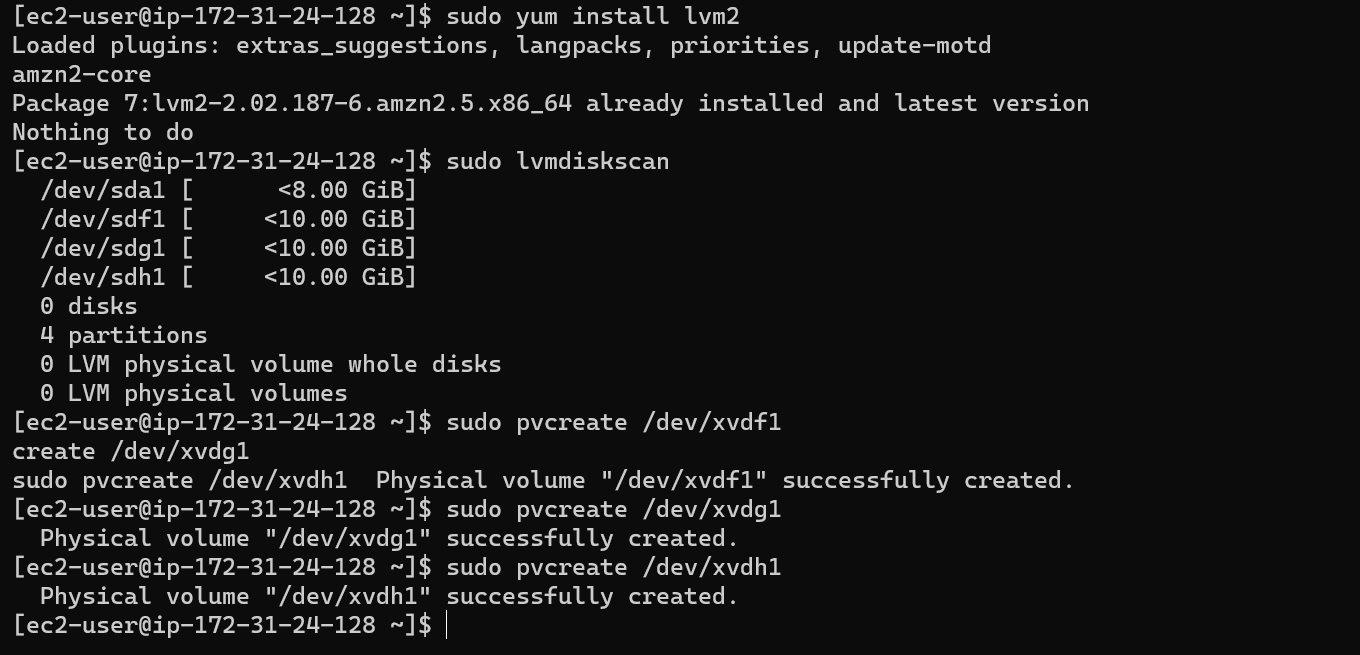 [ec2-user@ip-172-31-24-128 ~]$ sudo yum install lvm2
Loaded plugins: extras_suggestions, langpacks, priorities, update-motd
amzn2-core
Package 7:lvm2-2.02.187-6.amzn2.5.x86_64 already installed and latest version
Nothing to do
[ec2-user@ip-172-31-24-128 ~]$ sudo lvmdiskscan
  /dev/sda1 [      <8.00 GiB]
  /dev/sdf1 [     <10.00 GiB]
  /dev/sdg1 [     <10.00 GiB]
  /dev/sdh1 [     <10.00 GiB]
  0 disks
  4 partitions
  0 LVM physical volume whole disks
  0 LVM physical volumes
[ec2-user@ip-172-31-24-128 ~]$ sudo pvcreate /dev/xvdf1
create /dev/xvdg1
sudo pvcreate /dev/xvdh1  Physical volume "/dev/xvdf1" successfully created.
[ec2-user@ip-172-31-24-128 ~]$ sudo pvcreate /dev/xvdg1
  Physical volume "/dev/xvdg1" successfully created.
[ec2-user@ip-172-31-24-128 ~]$ sudo pvcreate /dev/xvdh1
  Physical volume "/dev/xvdh1" successfully created.
[ec2-user@ip-172-31-24-128 ~]$